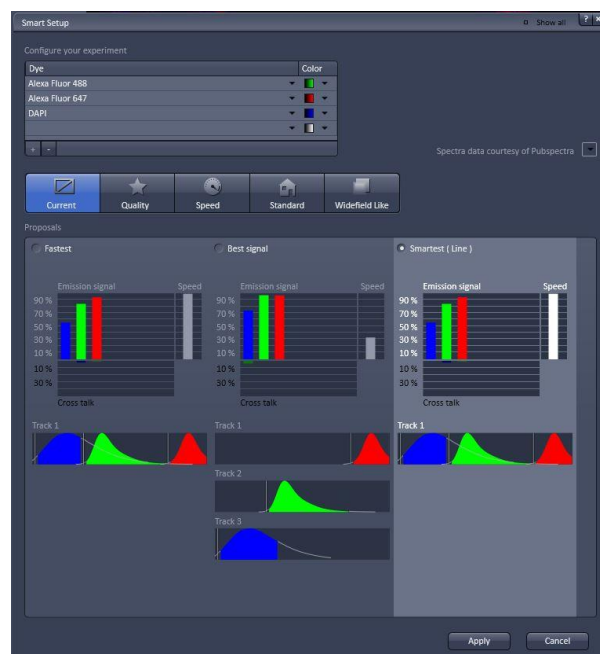 Smart Setup
Show all
?
x
Configure your experiment
Dye Color
Alexa Fluor 488
Alexa Fluor 647
DAPI
+ -
Spectra data courtesy of Pubspectra
Current Quality Speed Standard Widefield Like
Proposals
Fastest
Emission signal Speed
90 %
70 %
50 %
30 %
10 %
10 %
30 %
Cross talk
Track 1
Best signal
Emission signal Speed
90 %
70 %
50 %
30 %
10 %
10 %
30 %
Cross talk
Track 1
Track 2
Track 3
Smartest ( Line )
Emission signal Speed
90 %
70 %
50 %
30 %
10 %
10 %
30 %
Cross talk
Track 1
Apply Cancel